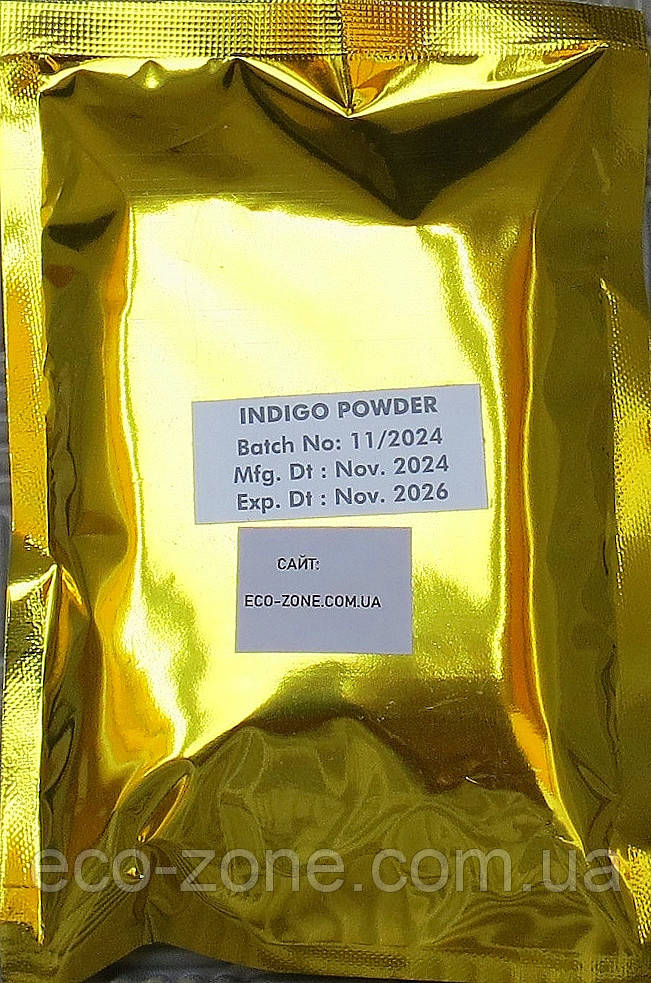 INDIGO POWDER
Batch No: 11/2024
Mfg. Dt : Nov. 2024
Exp. Dt : Nov. 2026
САЙТ:
ECO-ZONE.COM.UA
eco-zone.com.ua